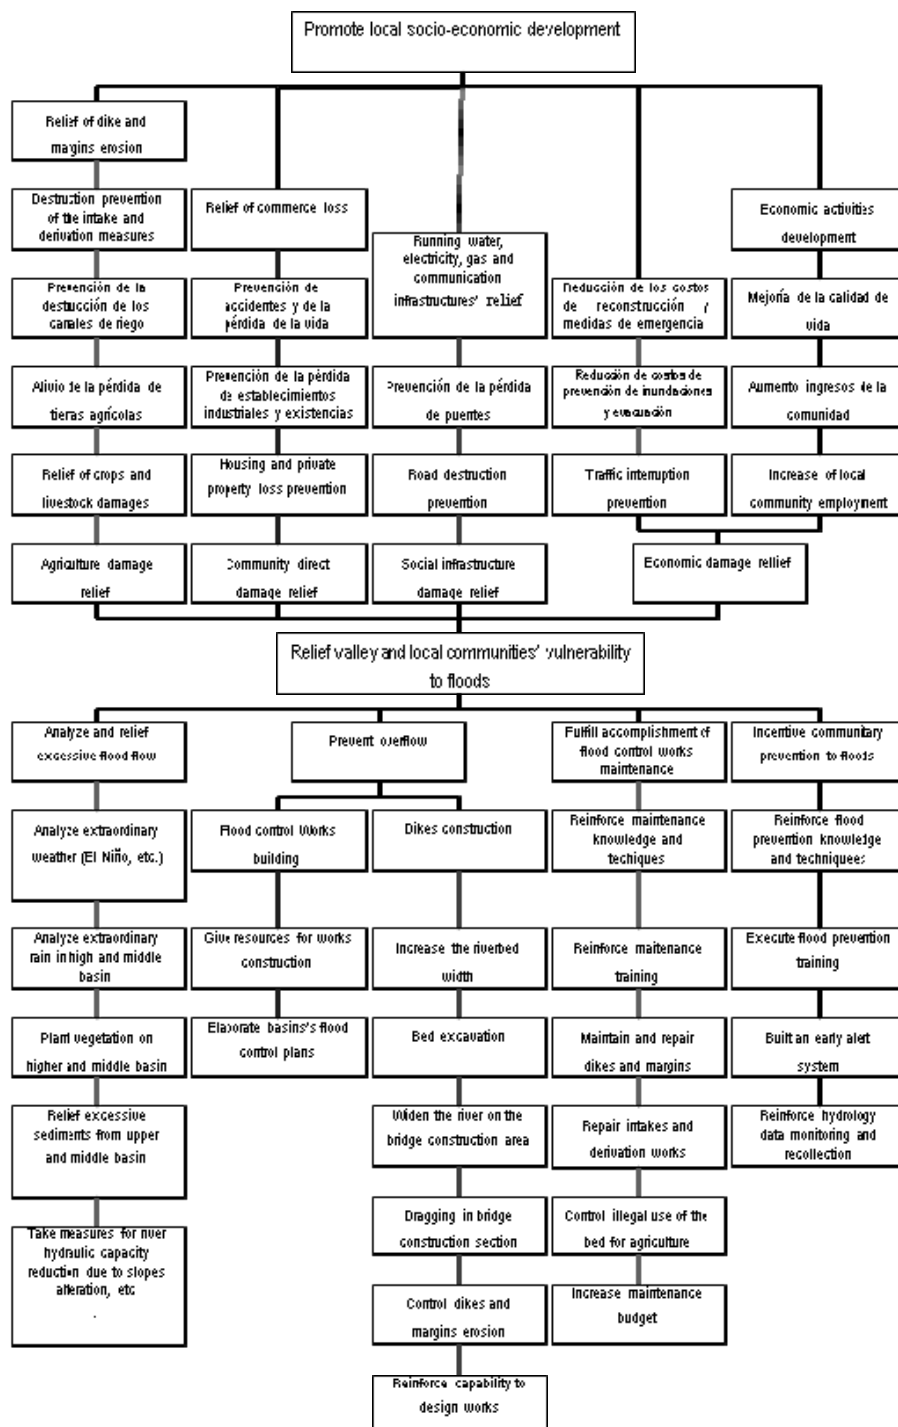 Promote local socio-economic development
Relief of dike and
margins erosion
Destruction prevention
of the intake and
derivation measures
Prevención de la
destrucción de los
canales de riego
Alivio de la pérdida de
tieras agrícolas
Relief of crops and
livestock damages
Agriculture damage
relief
Relief of commerce loss
Prevención de
accidentes y de la
pérdida de la vida
Prevención de la pérdida
de establecimientos
industriales y existencias
Housing and private
property loss prevention
Community direct
damage relief
Running water,
electricity, gas and
communication
infrastructures' relief
Prevención de la pérdida
de puentes
Road destruction
prevention
Social infrastructure
damage relief
Reducción de los costos
de reconstrucción y
medidas de emergencia
Reducción de costos de
prevención de inundaciones
y evacuación
Traffic interruption
prevention
Economic activities
development
Mejoría de la calidad de
vida
Aumento ingresos de la
comunidad
Increase of local
community employment
Economic damage rellief
Relief valley and local communities' vulnerability
to floods
Analyze and relief
excessive flood flow
Analyze extraordinary
weather (El Niño, etc.)
Analyze extraordinary
rain in high and middle
basin
Plant vegetation on
higher and middle basin
Relief excessive
sediments from upper
and middle basin
Take measures for river
hydraulic capacity
reduction due to slopes
alteration, etc
.
Prevent overflow
Flood control Works
building
Give resources for works
construction
Elaborate basins's flood
control plans
Dikes construction
Increase the riverbed
width
Bed excavation
Widen the river on the
bridge construction area
Dragging in bridge
construction section
Control dikes and
margins erosion
Reinforce capability to
design works
Fulfill accomplishment of
flood control works
maintenance
Reinforce maintenance
knowledge and
techiques
Reinforce maitenance
training
Maintain and repair
dikes and margins
Repair intakes and
derivation works
Control illegal use of the
bed for agriculture
Increase maintenance
budget
Incentive communitary
prevention to floods
Reinforce flood
prevention knowledge
and techniquees
Execute flood prevention
training
Built an early alert
system
Reinforce hydrology
data monitoring and
recollection